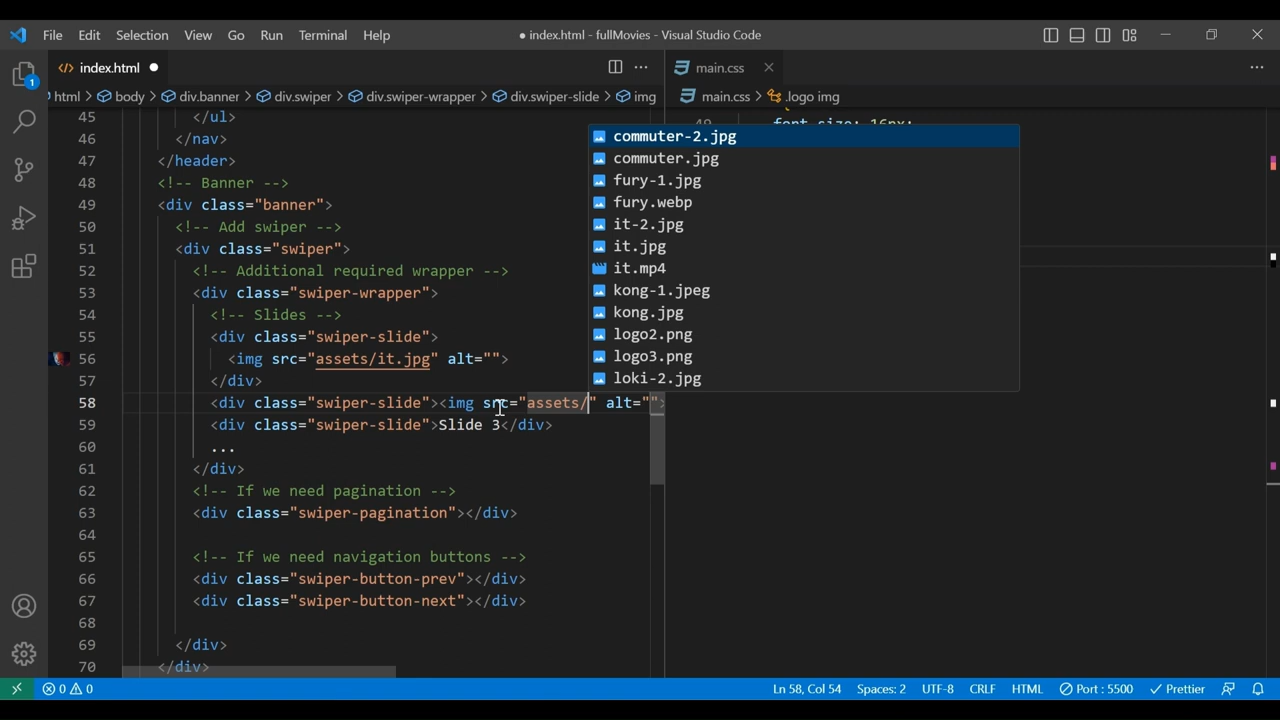 File Edit Selection View Go Run Terminal Help
● index.html - fullMovies - Visual Studio Code
index.html ●
main.css
html > body > div.banner > div.swiper > div.swiper-wrapper > div.swiper-slide > img
main.css > .logo img
45 </ul>
46 </nav>
47 </header>
48 <!-- Banner -->
49 <div class="banner">
50 <!-- Add swiper -->
51 <div class="swiper">
52 <!-- Additional required wrapper -->
53 <div class="swiper-wrapper">
54 <!-- Slides -->
55 <div class="swiper-slide">
56 <img src="assets/it.jpg" alt="">
57 </div>
58 <div class="swiper-slide"><img src="assets/" alt="">
59 <div class="swiper-slide">Slide 3</div>
60 ...
61 </div>
62 <!-- If we need pagination -->
63 <div class="swiper-pagination"></div>
64
65 <!-- If we need navigation buttons -->
66 <div class="swiper-button-prev"></div>
67 <div class="swiper-button-next"></div>
68
69 </div>
70 </div>
49 font size: 16px;
commuter-2.jpg
commuter.jpg
fury-1.jpg
fury.webp
it-2.jpg
it.jpg
it.mp4
kong-1.jpeg
kong.jpg
logo2.png
logo3.png
loki-2.jpg
1
0 0
Ln 58, Col 54 Spaces: 2 UTF-8 CRLF HTML Port : 5500 Prettier